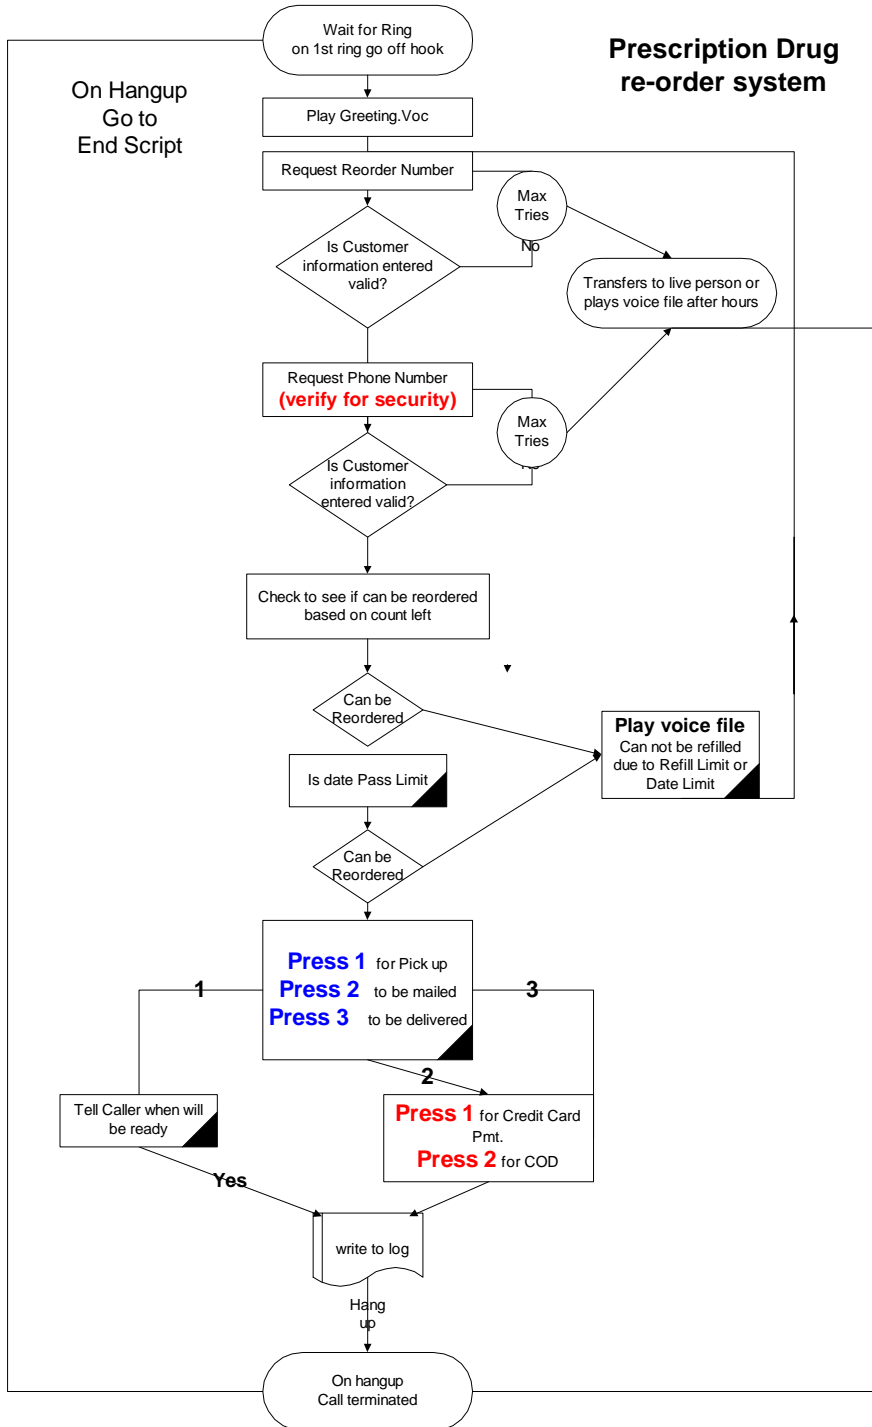 Wait for Ring
on 1st ring go off hook
Prescription Drug
re-order system
On Hangup
Go to
End Script
Play Greeting.Voc
Request Reorder Number
Max
Tries
No
Is Customer
information entered
valid?
Transfers to live person or
plays voice file after hours
Request Phone Number
(verify for security)
Max
Tries
Is Customer
information
entered valid?
Check to see if can be reordered
based on count left
Can be
Reordered
Play voice file
Can not be refilled
due to Refill Limit or
Date Limit
Is date Pass Limit
Can be
Reordered
Press 1 for Pick up
Press 2 to be mailed
Press 3 to be delivered
1
3
2
Tell Caller when will
be ready
Press 1 for Credit Card
Pmt.
Press 2 for COD
Yes
write to log
Hang
up
On hangup
Call terminated